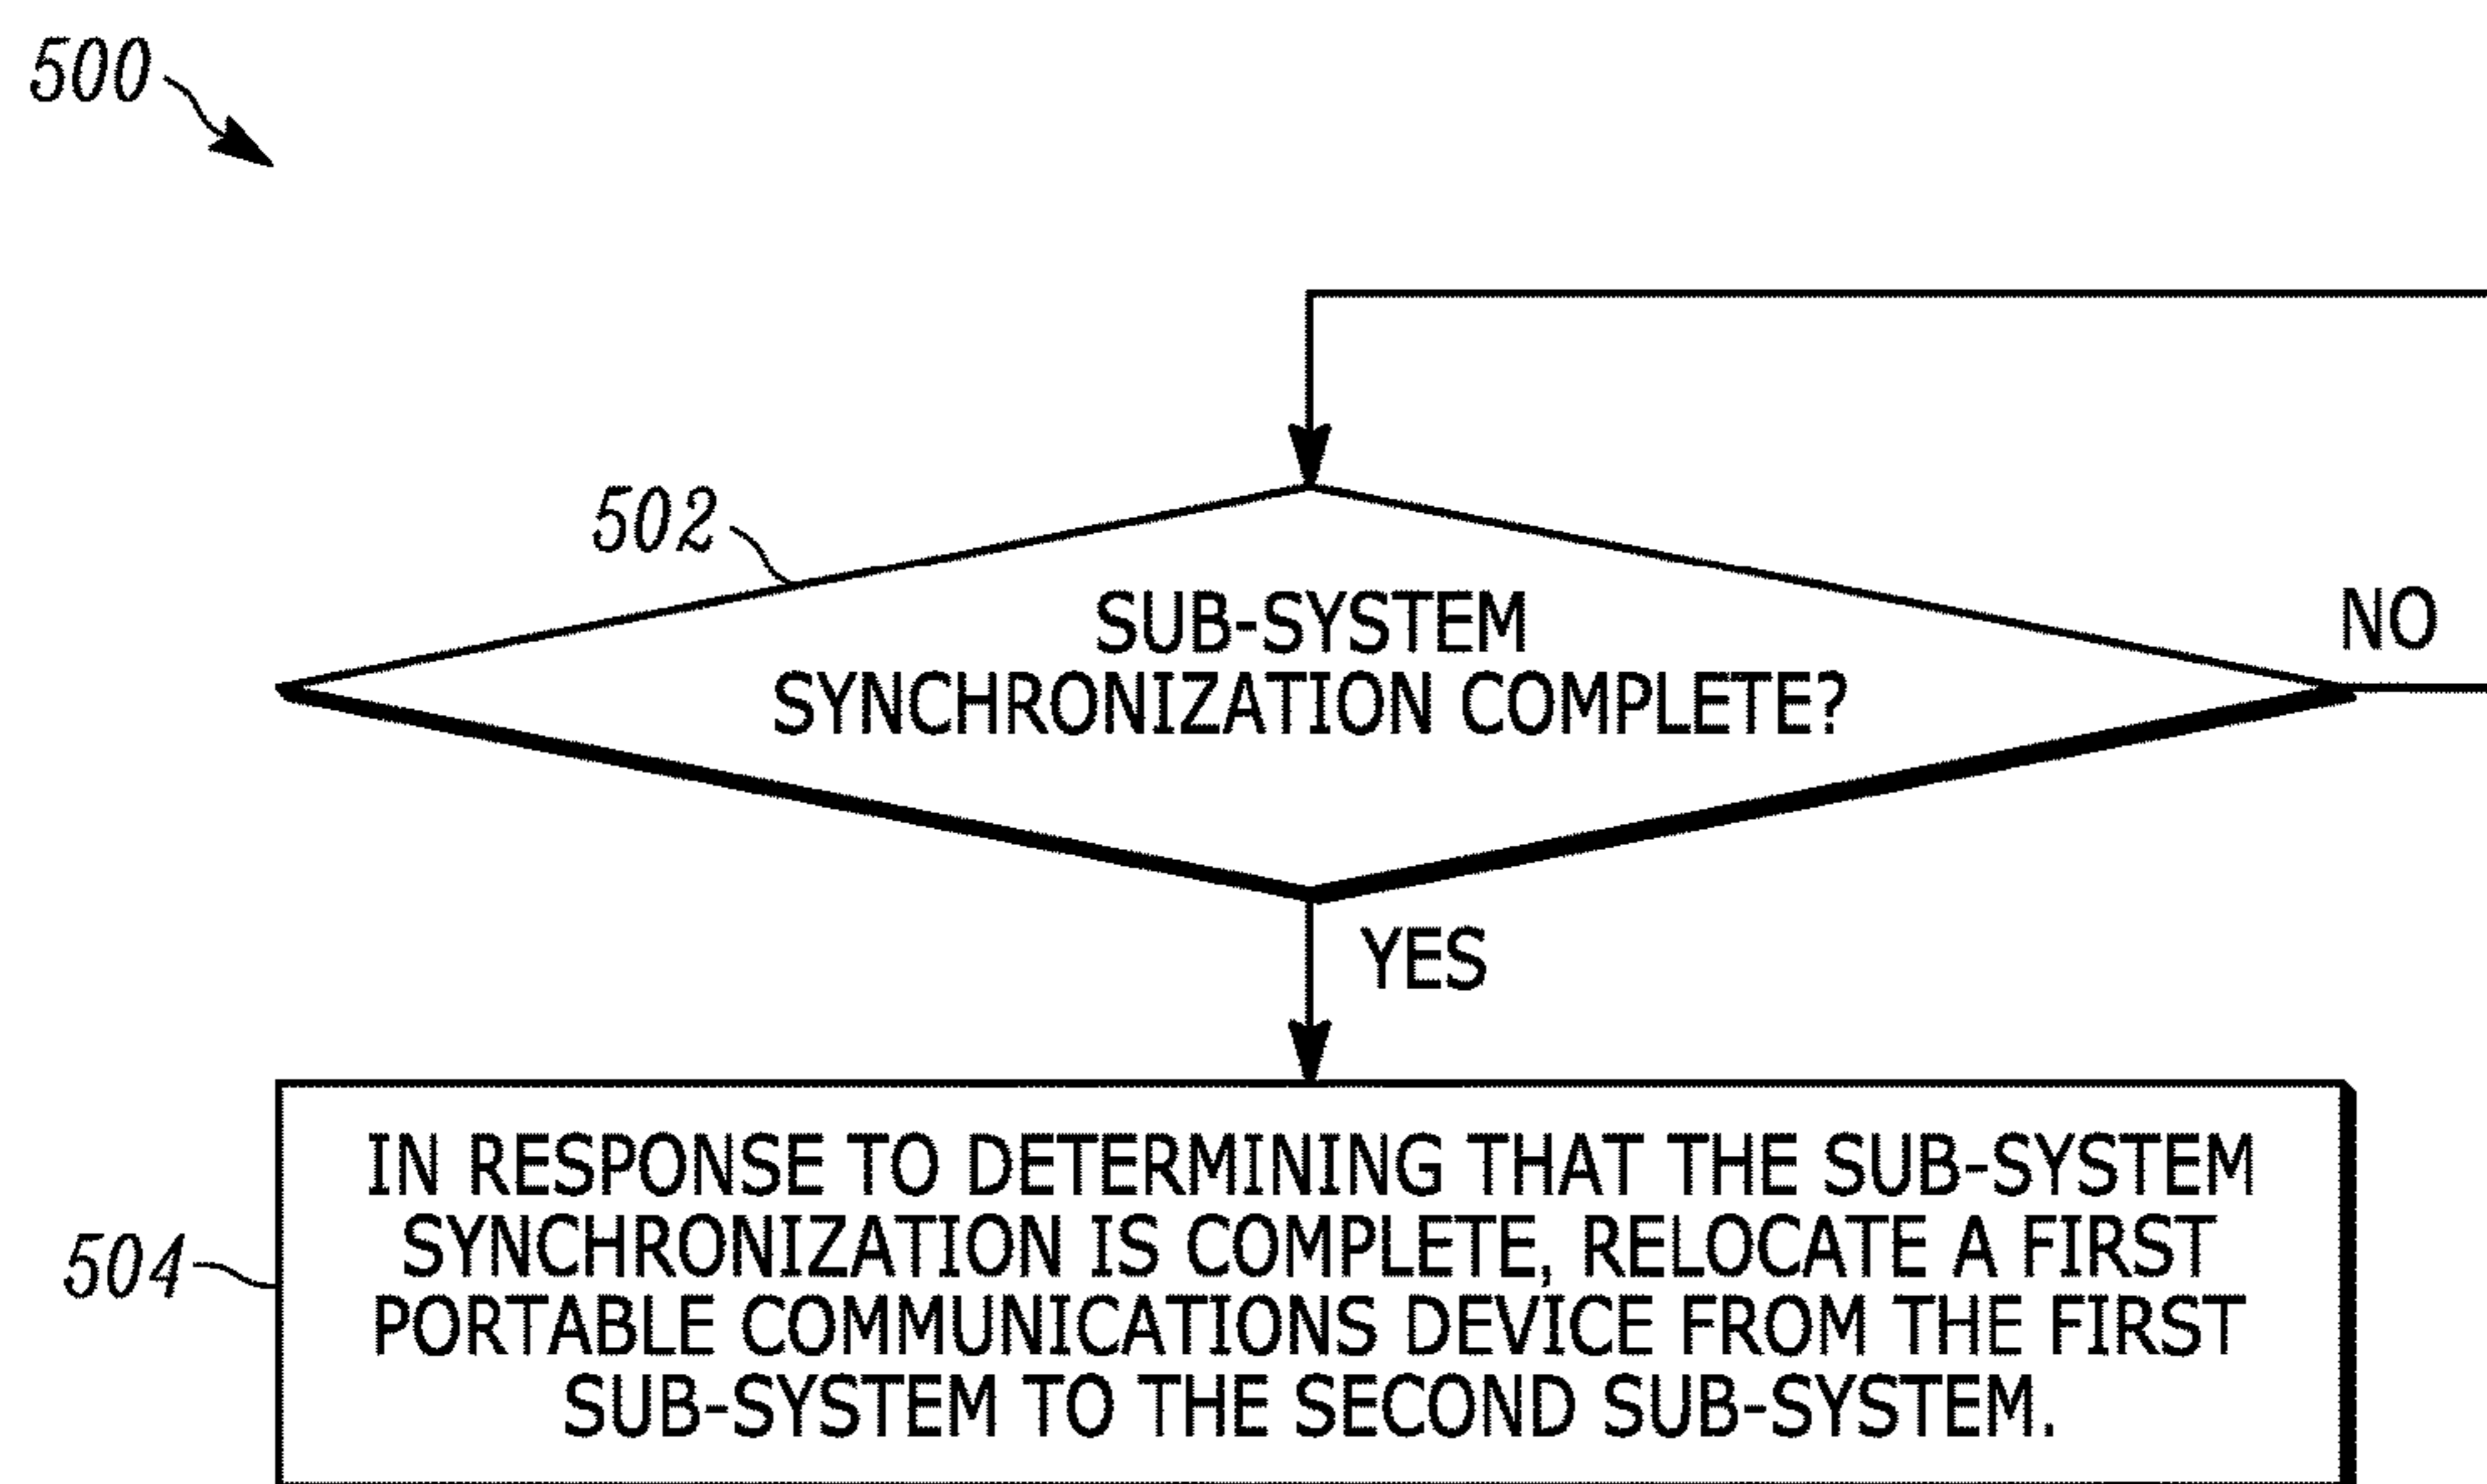 500
502
SUB-SYSTEM
SYNCHRONIZATION COMPLETE?
NO
YES
504
IN RESPONSE TO DETERMINING THAT THE SUB-SYSTEM
SYNCHRONIZATION IS COMPLETE, RELOCATE A FIRST
PORTABLE COMMUNICATIONS DEVICE FROM THE FIRST
SUB-SYSTEM TO THE SECOND SUB-SYSTEM.